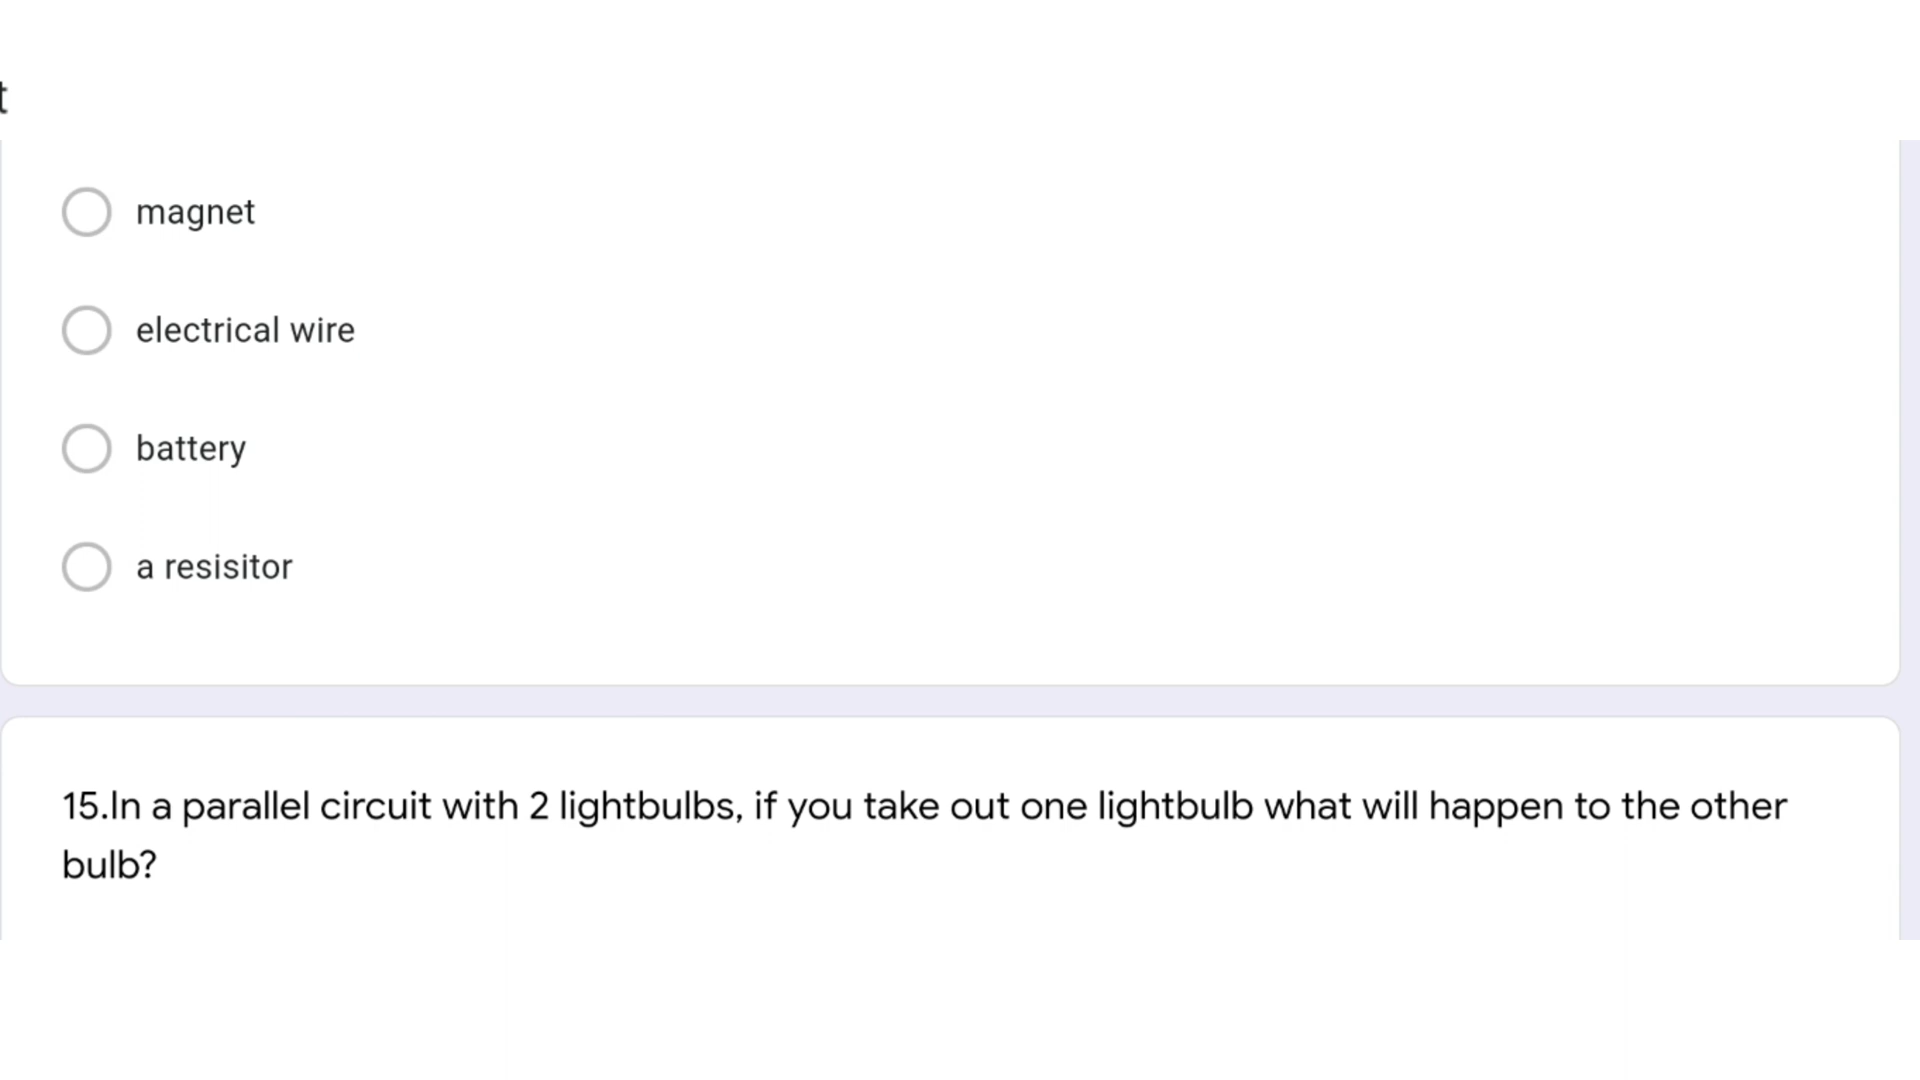 t
magnet
electrical wire
battery
a resisitor
15.In a parallel circuit with 2 lightbulbs, if you take out one lightbulb what will happen to the other
bulb?